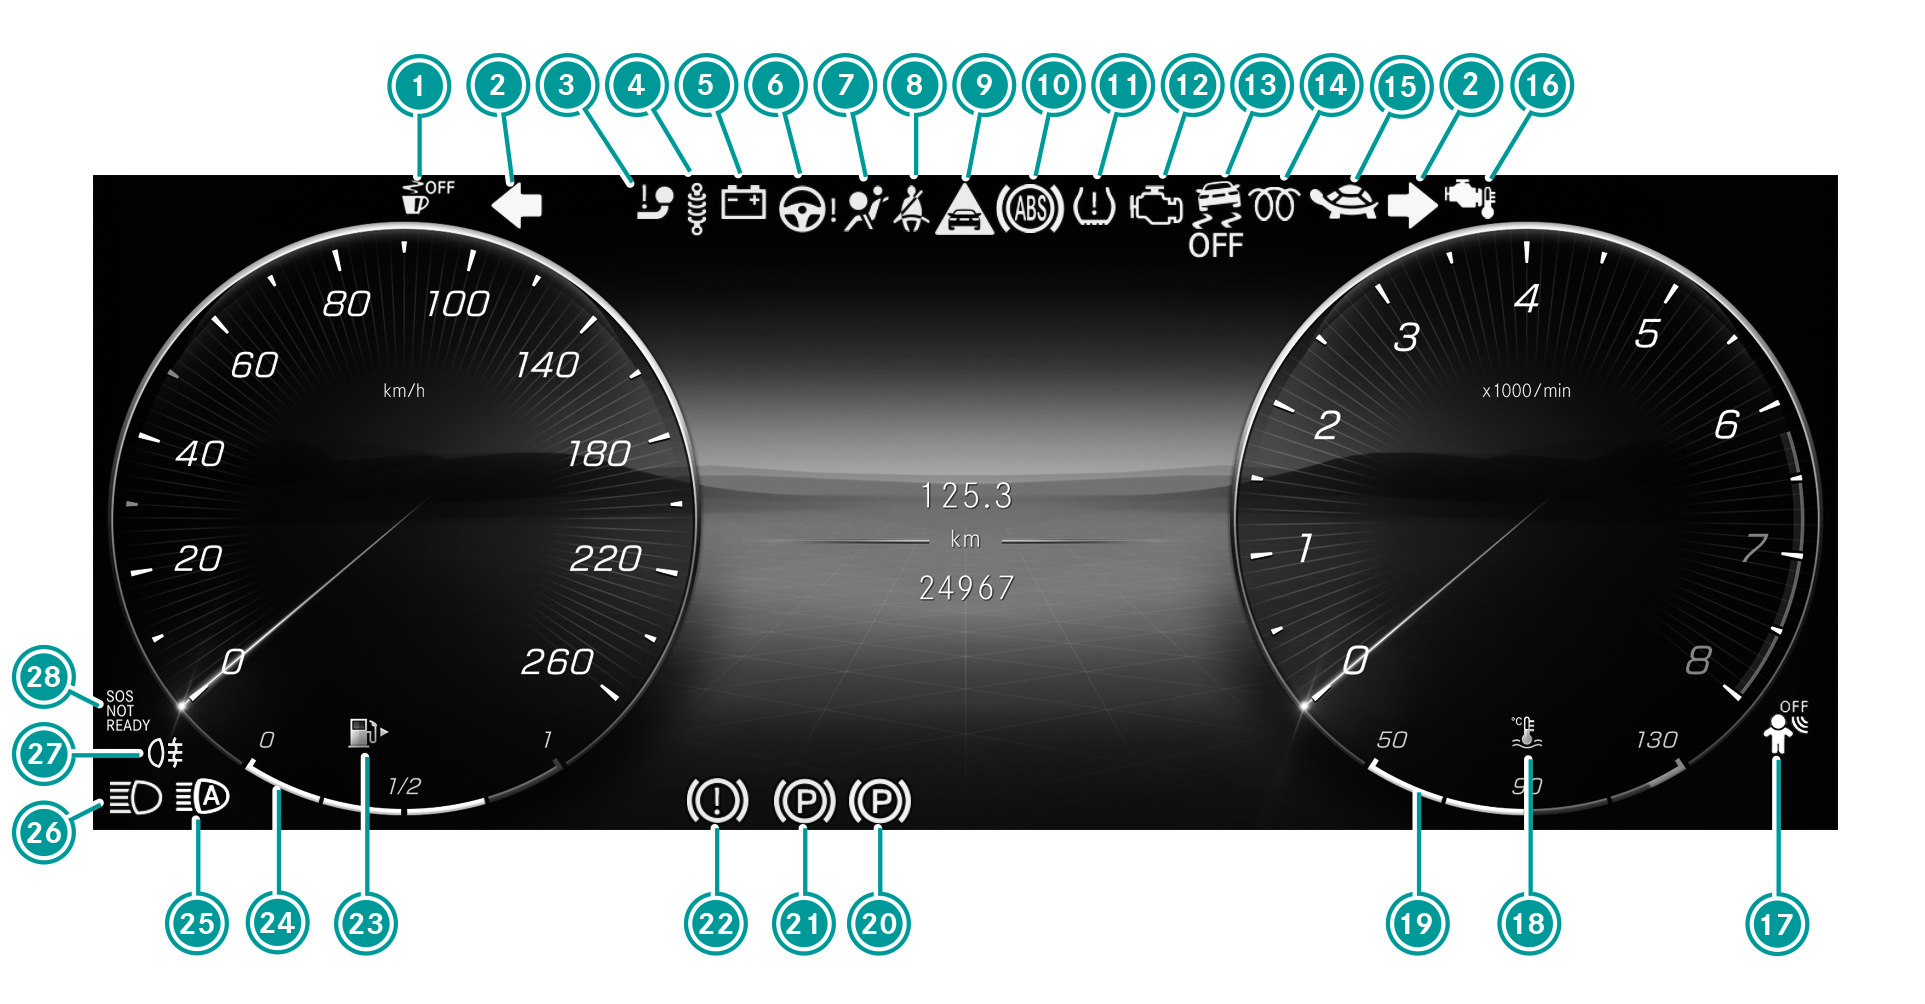 1 2 3 4 5 6 7 8 9 10 11 12 13 14 15 2 16
OFF
ABS
OFF
80 100
60 140
km/h
40 180
20 220
0 260
0 1/2 1
125.3
km
24967
4
3 5
x1000/min
2 6
1 7
0 8
50 90 130
°C
OFF
SOS
NOT
READY
A
! P P
28
27
26
25 24 23 22 21 20 19 18 17